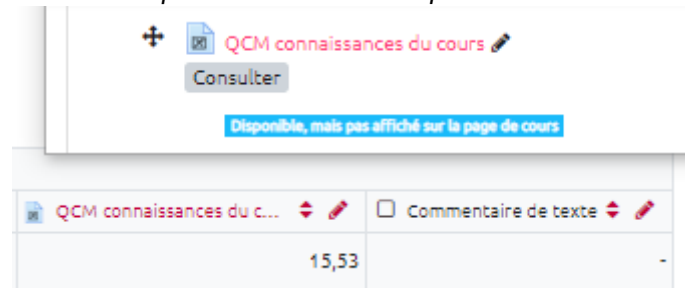 QCM connaissances du cours
Consulter
Disponible, mais pas affiché sur la page de cours
QCM connaissances du c... Commentaire de texte
15,53 -